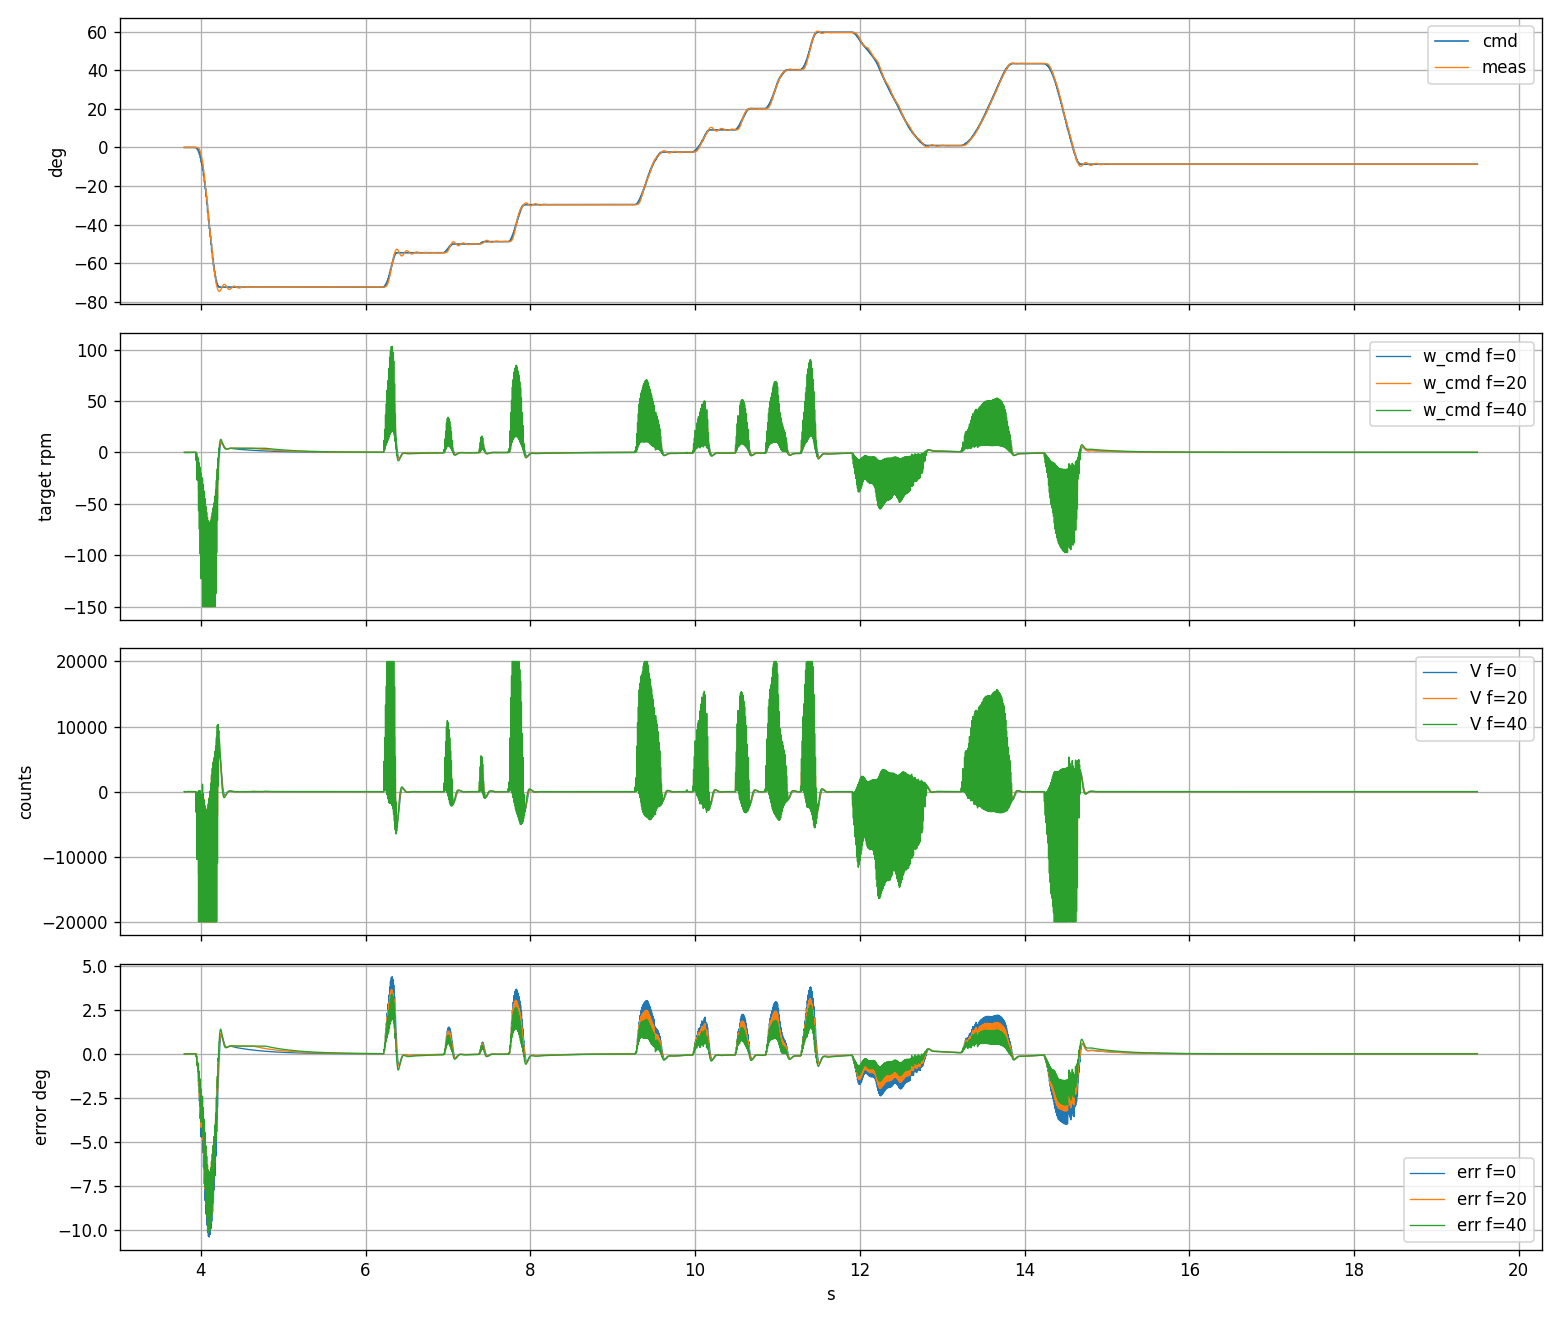 60
40
20
0
−20
−40
−60
−80
deg
cmd
meas
100
50
0
−50
−100
−150
target rpm
w_cmd f=0
w_cmd f=20
w_cmd f=40
20000
10000
0
−10000
−20000
counts
V f=0
V f=20
V f=40
5.0
2.5
0.0
−2.5
−5.0
−7.5
−10.0
error deg
err f=0
err f=20
err f=40
4 6 8 10 12 14 16 18 20
s